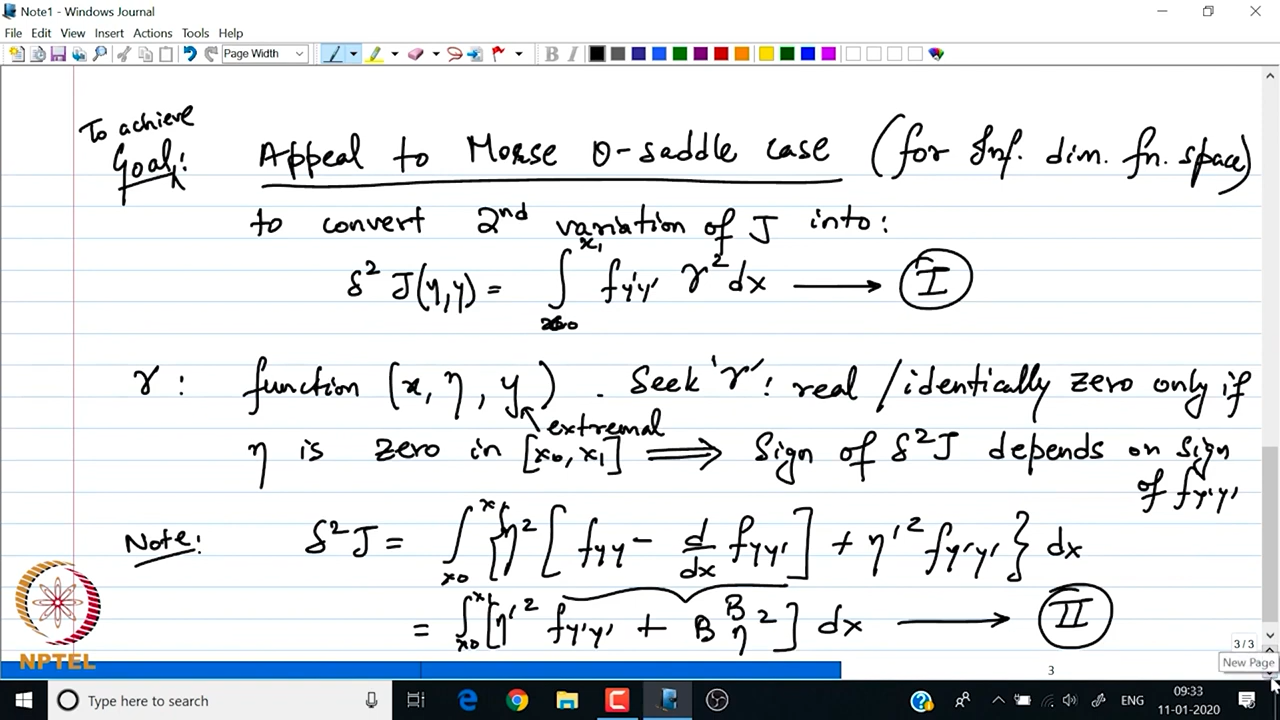 Note1 - Windows Journal
File Edit View Insert Actions Tools Help
Page Width
B I
To achieve
Goal: Appeal to Morse 0-saddle case (for Inf. dim. fn. space)
to convert 2nd variation of J into:
δ² J(η,y) = ∫_{x0}^{x1} fy'y' γ² dx → I
γ: function (x, η, y). Seek 'γ': real / identically zero only if
extremal
η is zero in [x0, x1] ⟹ Sign of δ²J depends on sign
of fy'y'
Note: δ²J = ∫_{x0}^{x1} {η² [fyy - d/dx fyy'] + η'² fy'y'} dx
B
= ∫_{x0}^{x1} [η'² fy'y' + B η²] dx → II
NPTEL
3/3
New Page
3
Type here to search
ENG
09:33
11-01-2020